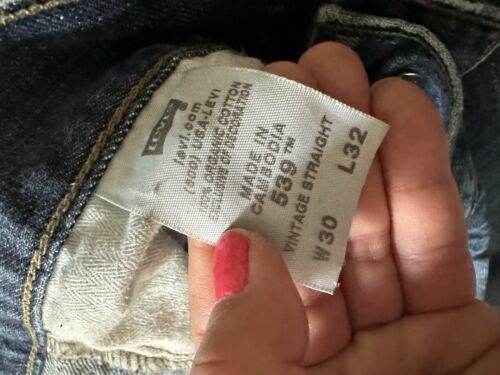 LEVI'S
levi.com
(800) USA-LEVI
100% ORGANIC COTTON
EXCLUSIVE OF DECORATION
MADE IN
CAMBODIA
539™
VINTAGE STRAIGHT
W 30 L32